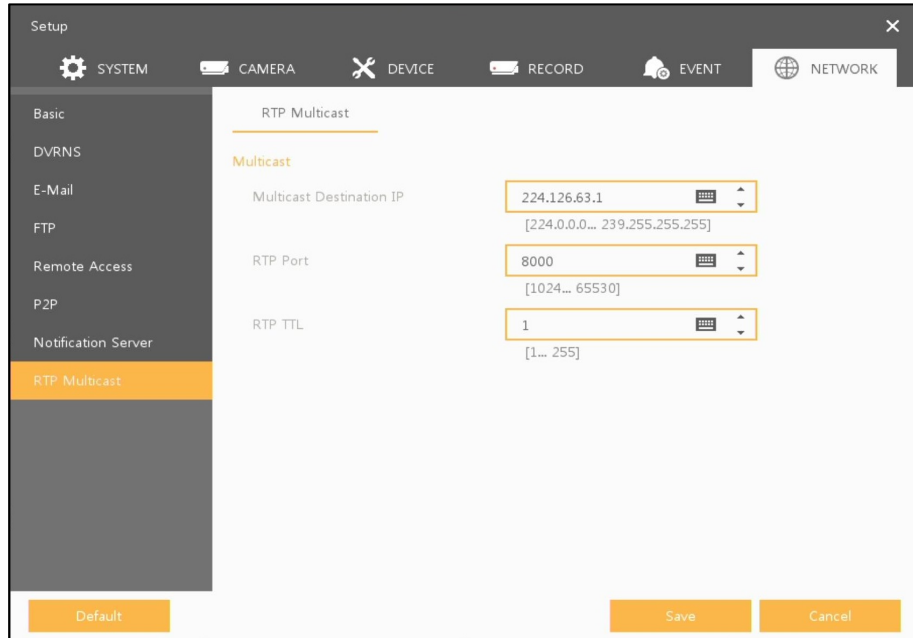 Setup
SYSTEM CAMERA DEVICE RECORD EVENT NETWORK
Basic
DVRNS
E-Mail
FTP
Remote Access
P2P
Notification Server
RTP Multicast
RTP Multicast
Multicast
Multicast Destination IP 224.126.63.1
[224.0.0.0... 239.255.255.255]
RTP Port 8000
[1024... 65530]
RTP TTL 1
[1... 255]
Default Save Cancel